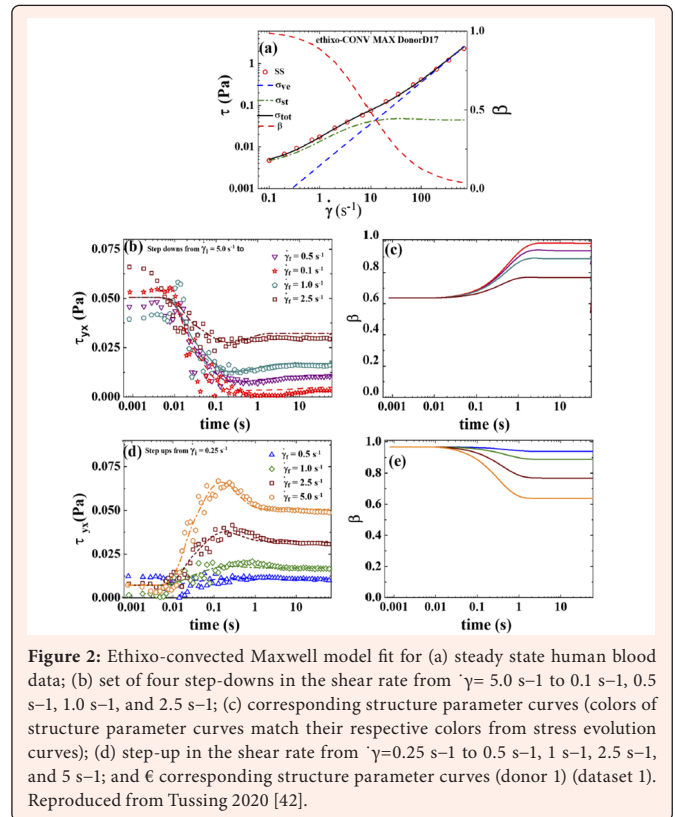 (a)
ethixo-CONV MAX DonorD17
SS
σve
σst
σtot
β
τ (Pa)
1
0.1
0.01
0.001
1.0
0.5
0.0
β
0.1 1 10 100
γ̇ (s⁻¹)
(b) Step downs from γ̇i = 5.0 s⁻¹ to
γ̇f = 0.5 s⁻¹
γ̇f = 0.1 s⁻¹
γ̇f = 1.0 s⁻¹
γ̇f = 2.5 s⁻¹
τyx (Pa)
0.075
0.050
0.025
0.000
0.001 0.01 0.1 1 10
time (s)
(c)
β
1.0
0.8
0.6
0.4
0.2
0.0
0.001 0.01 0.1 1 10
time (s)
(d) Step ups from γ̇i = 0.25 s⁻¹
γ̇f = 0.5 s⁻¹
γ̇f = 1.0 s⁻¹
γ̇f = 2.5 s⁻¹
γ̇f = 5.0 s⁻¹
τyx (Pa)
0.075
0.050
0.025
0.000
0.001 0.01 0.1 1 10
time (s)
(e)
β
1.0
0.8
0.6
0.4
0.2
0.0
0.001 0.01 0.1 1 10
time (s)
Figure 2: Ethixo-convected Maxwell model fit for (a) steady state human blood
data; (b) set of four step-downs in the shear rate from ˙γ= 5.0 s−1 to 0.1 s−1, 0.5
s−1, 1.0 s−1, and 2.5 s−1; (c) corresponding structure parameter curves (colors of
structure parameter curves match their respective colors from stress evolution
curves); (d) step-up in the shear rate from ˙γ=0.25 s−1 to 0.5 s−1, 1 s−1, 2.5 s−1,
and 5 s−1; and € corresponding structure parameter curves (donor 1) (dataset 1).
Reproduced from Tussing 2020 [42].